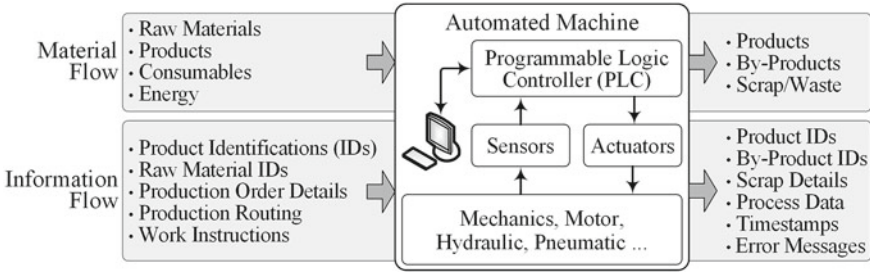 Material
Flow
• Raw Materials
• Products
• Consumables
• Energy
Automated Machine
Programmable Logic
Controller (PLC)
Sensors
Actuators
Mechanics, Motor,
Hydraulic, Pneumatic ...
• Products
• By-Products
• Scrap/Waste
Information
Flow
• Product Identifications (IDs)
• Raw Material IDs
• Production Order Details
• Production Routing
• Work Instructions
• Product IDs
• By-Product IDs
• Scrap Details
• Process Data
• Timestamps
• Error Messages